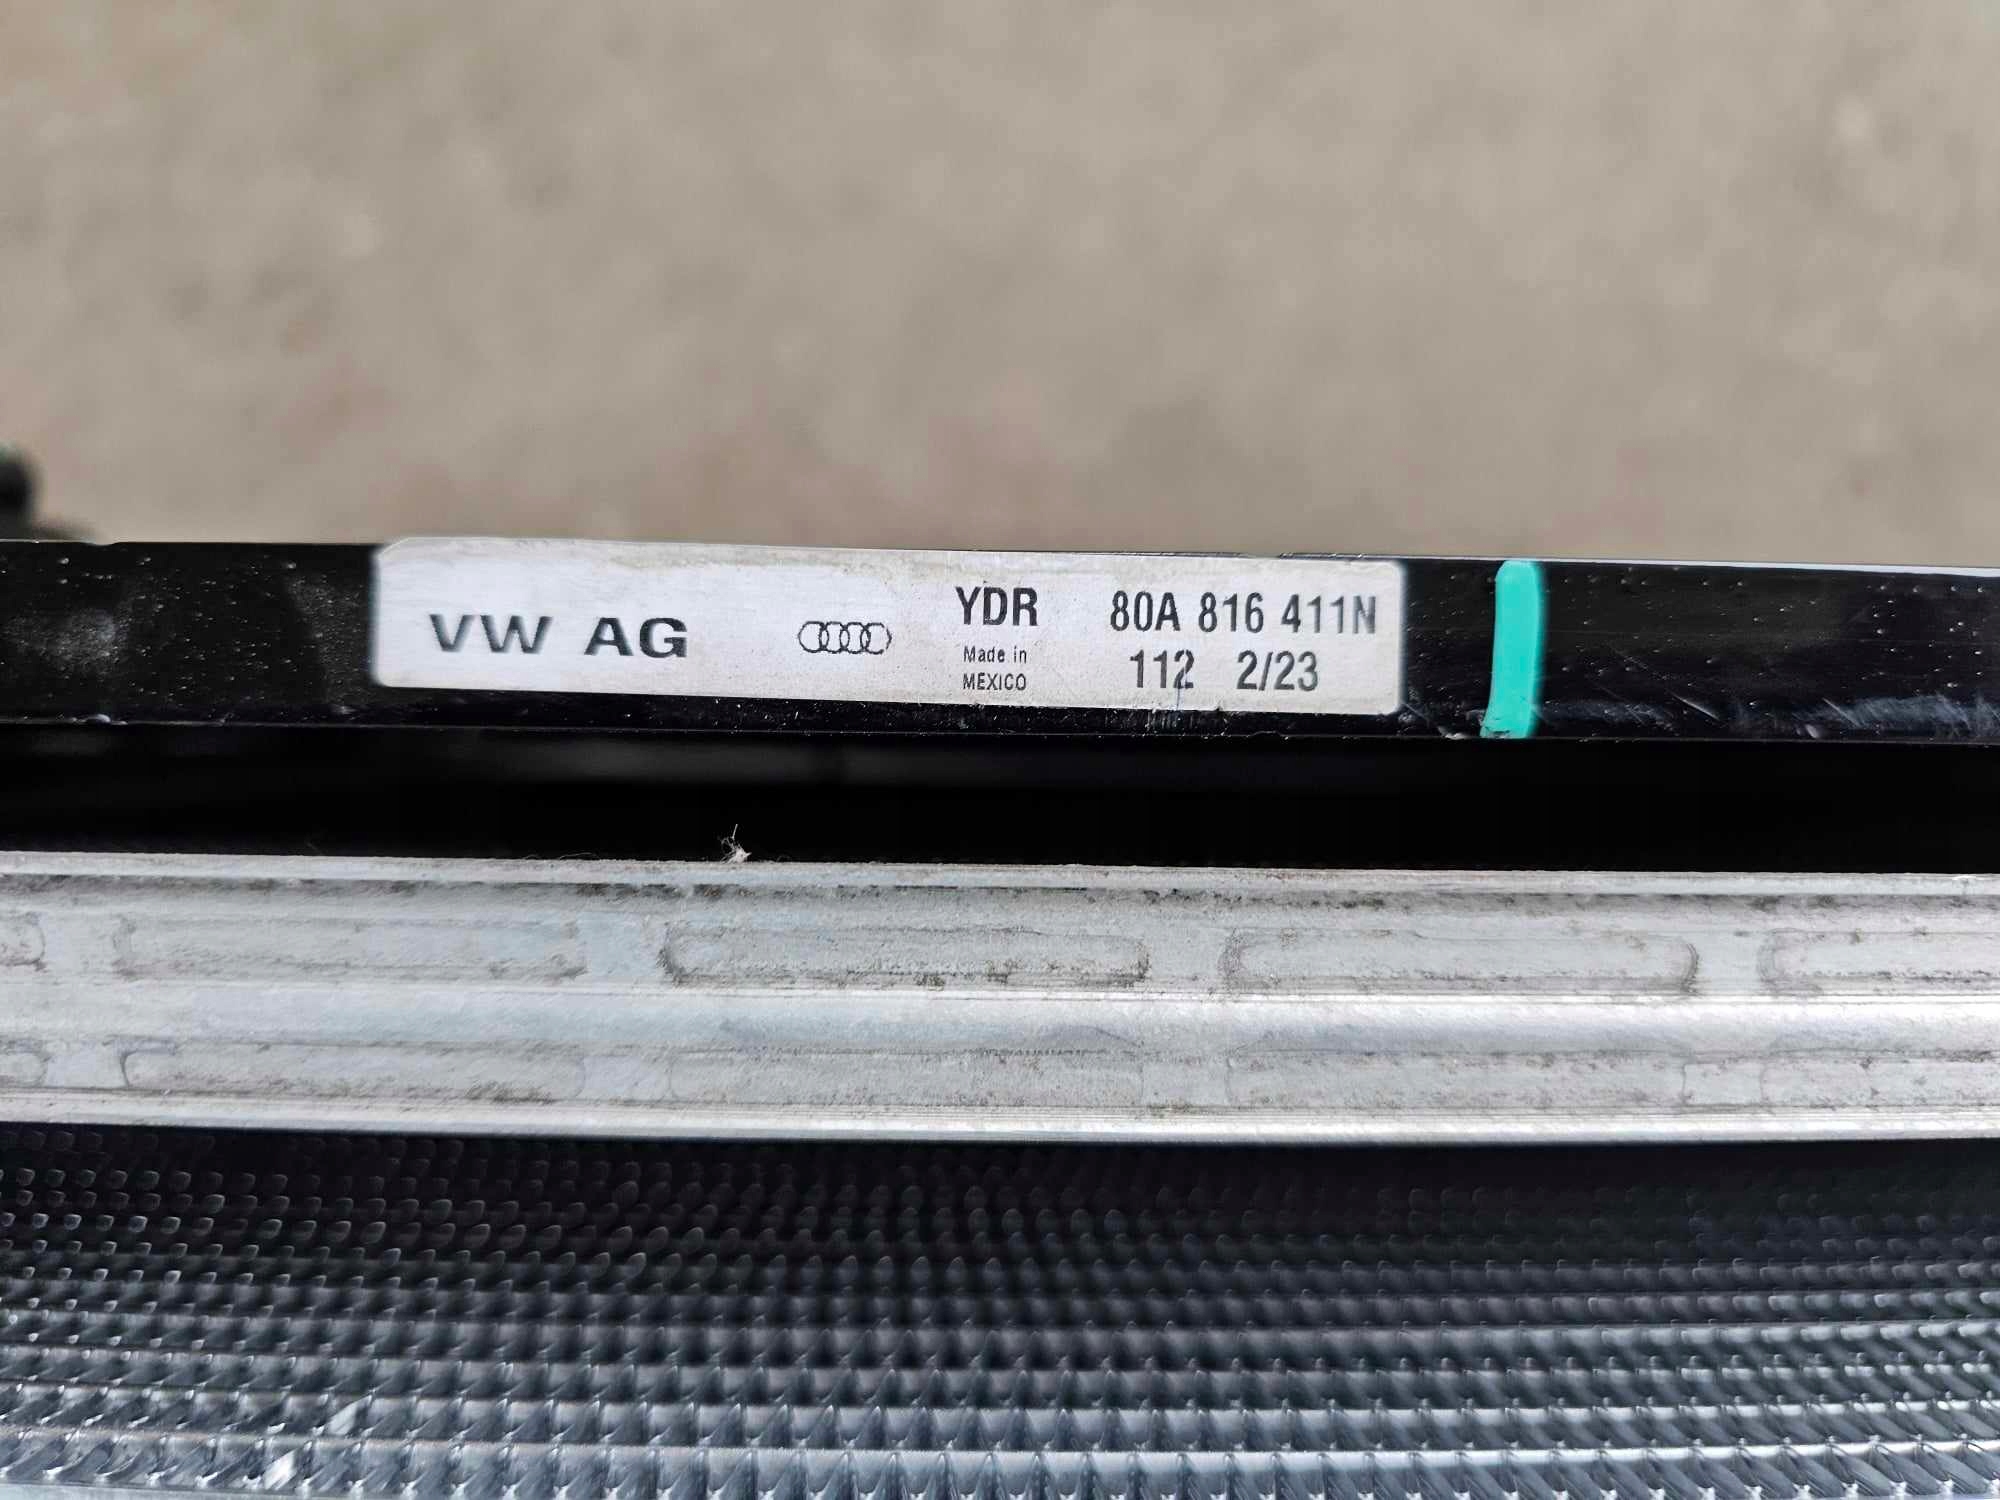 VW AG
YDR 80A 816 411N
Made in 112 2/23
MEXICO